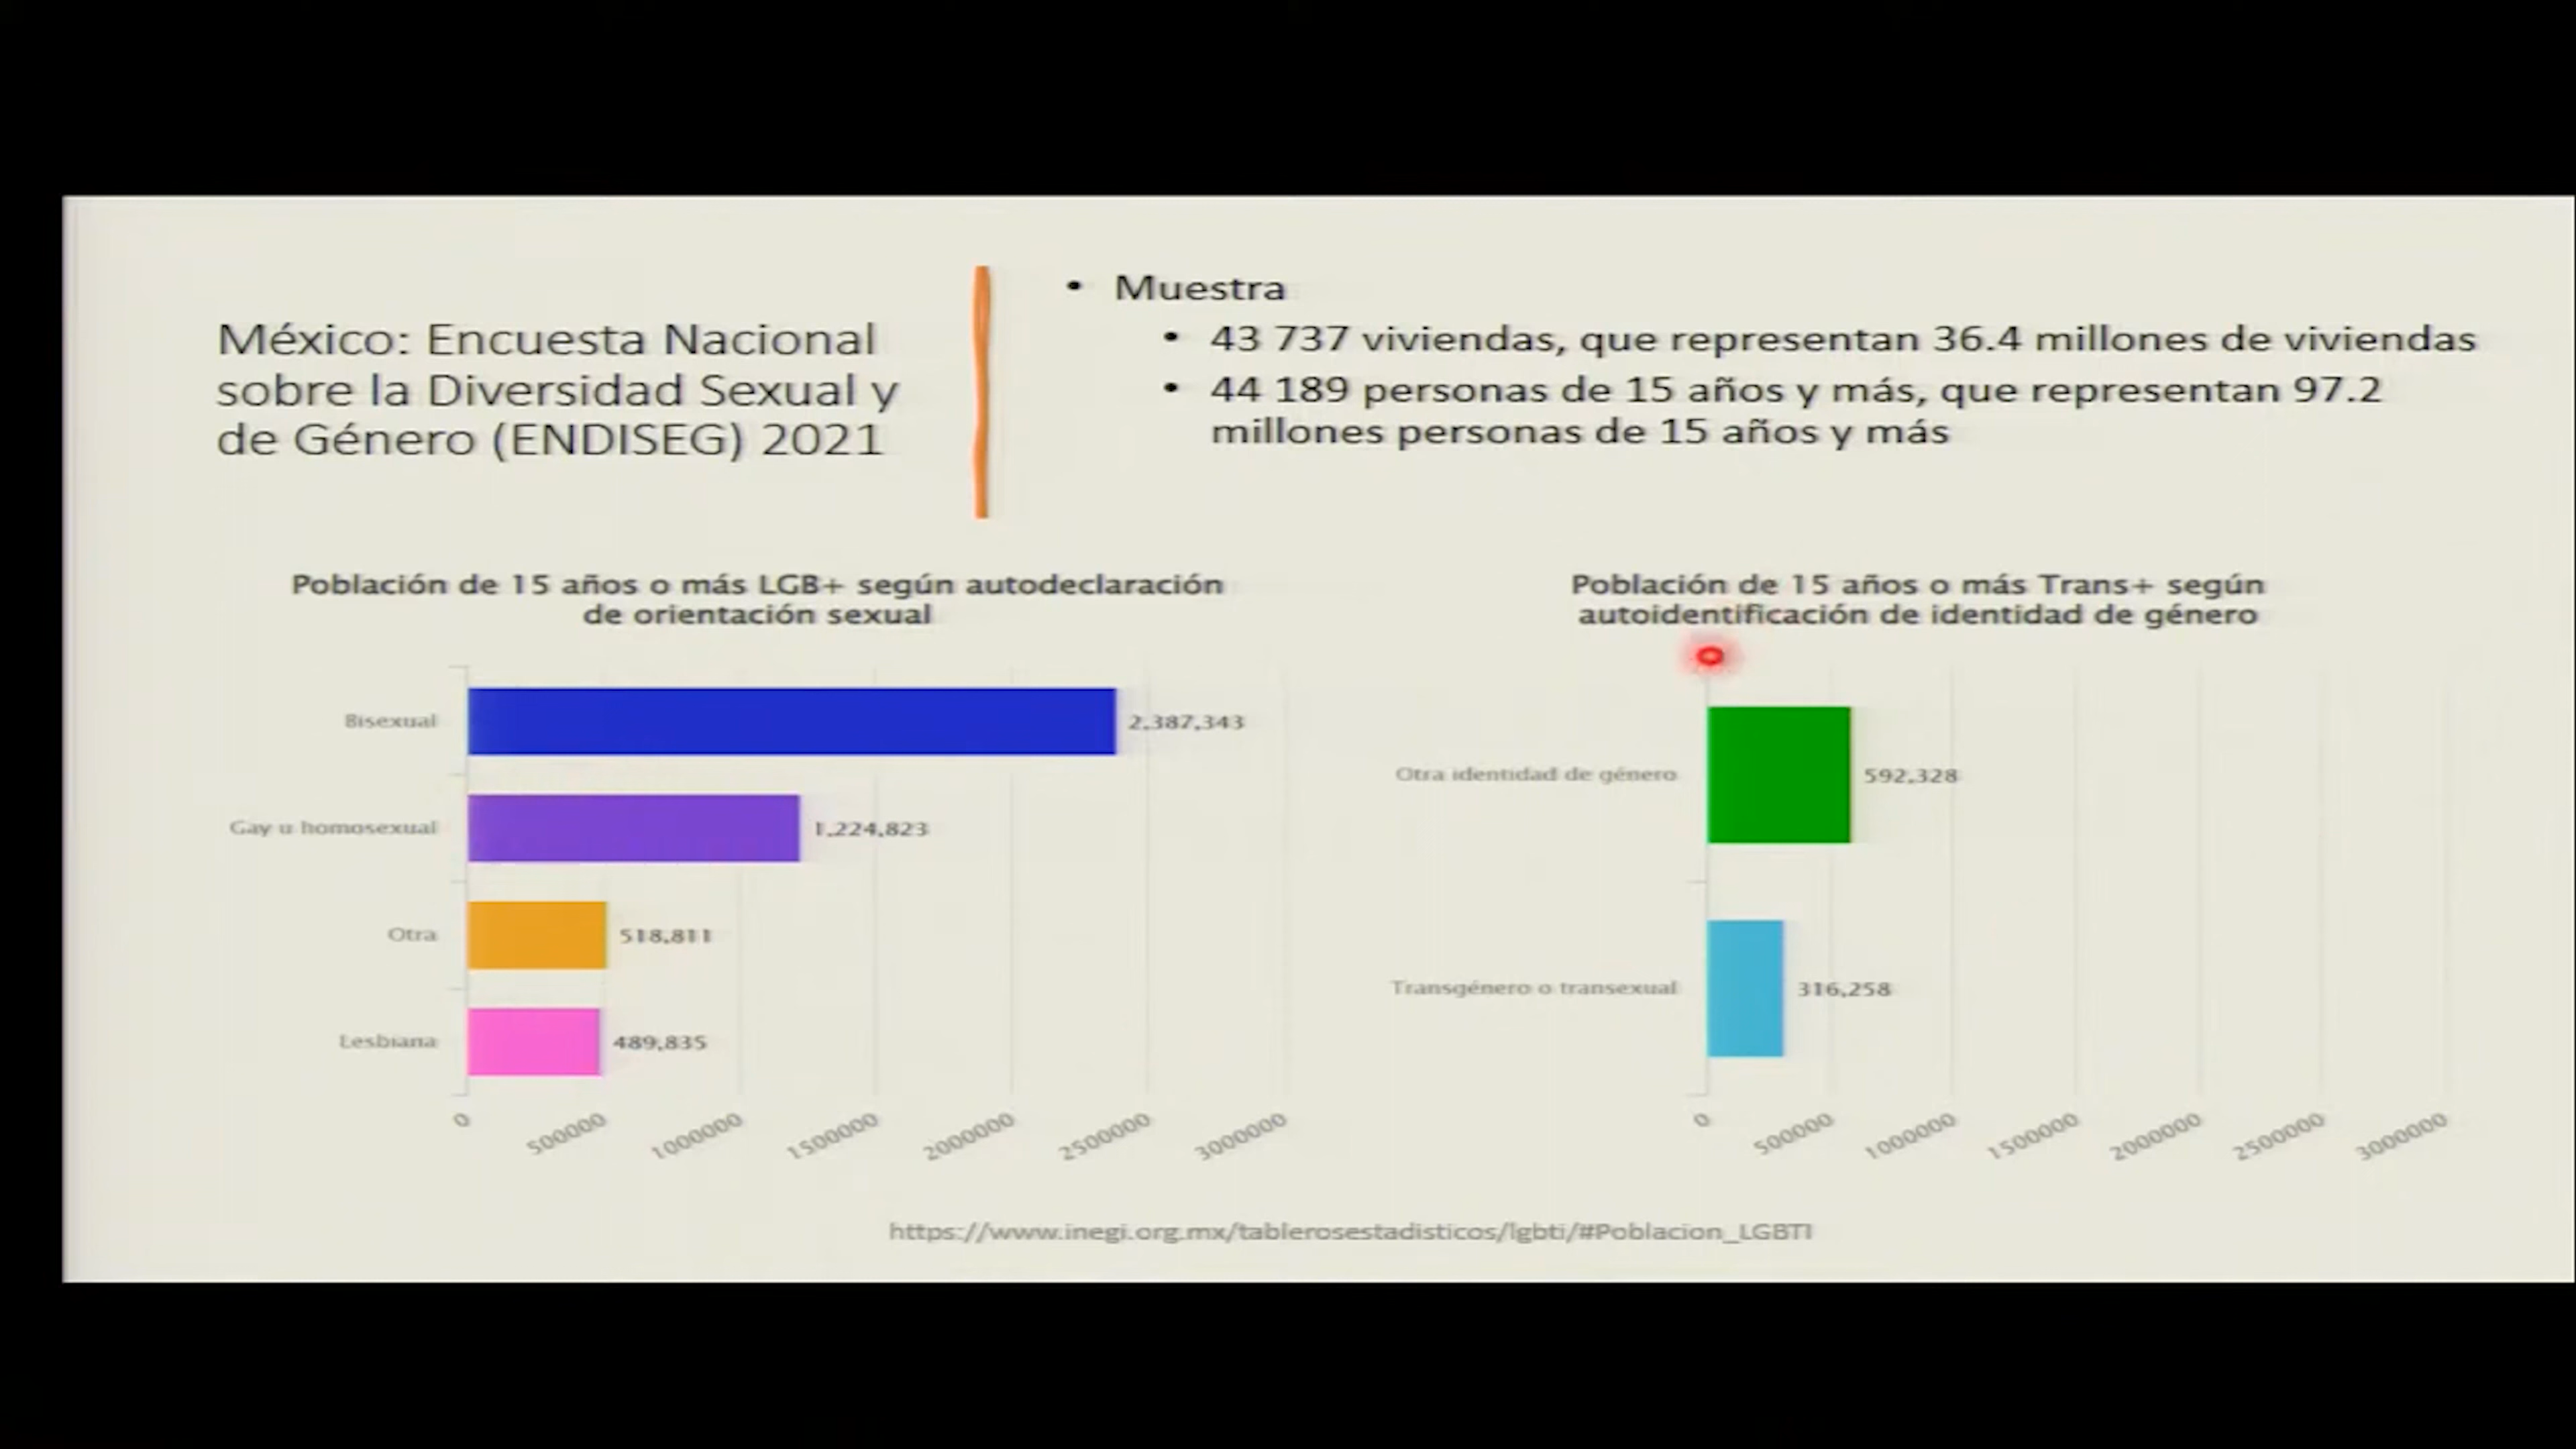 México: Encuesta Nacional
sobre la Diversidad Sexual y
de Género (ENDISEG) 2021
• Muestra
• 43 737 viviendas, que representan 36.4 millones de viviendas
• 44 189 personas de 15 años y más, que representan 97.2
millones personas de 15 años y más
Población de 15 años o más LGB+ según autodeclaración
de orientación sexual
Bisexual 2,387,343
Gay u homosexual 1,224,823
Otra 518,811
Lesbiana 489,835
0 500000 1000000 1500000 2000000 2500000 3000000
Población de 15 años o más Trans+ según
autoidentificación de identidad de género
Otra identidad de género 592,328
Transgénero o transexual 316,258
0 500000 1000000 1500000 2000000 2500000 3000000
https://www.inegi.org.mx/tablerosestadisticos/lgbti/#Poblacion_LGBTI